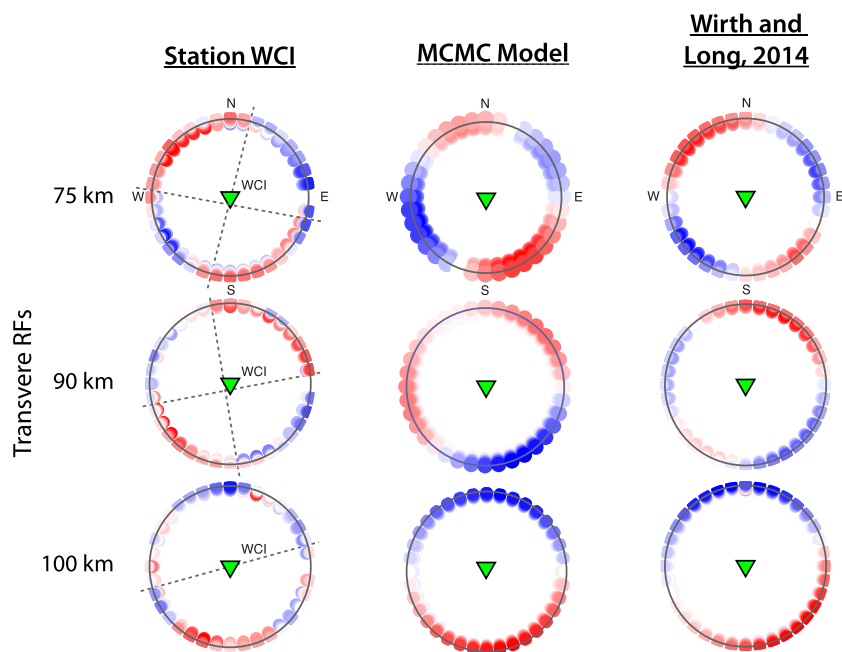 Station WCI
MCMC Model
Wirth and
Long, 2014
N
N
N
75 km
W
WCI
E
W
E
W
E
S
S
S
Transvere RFs
90 km
WCI
100 km
WCI